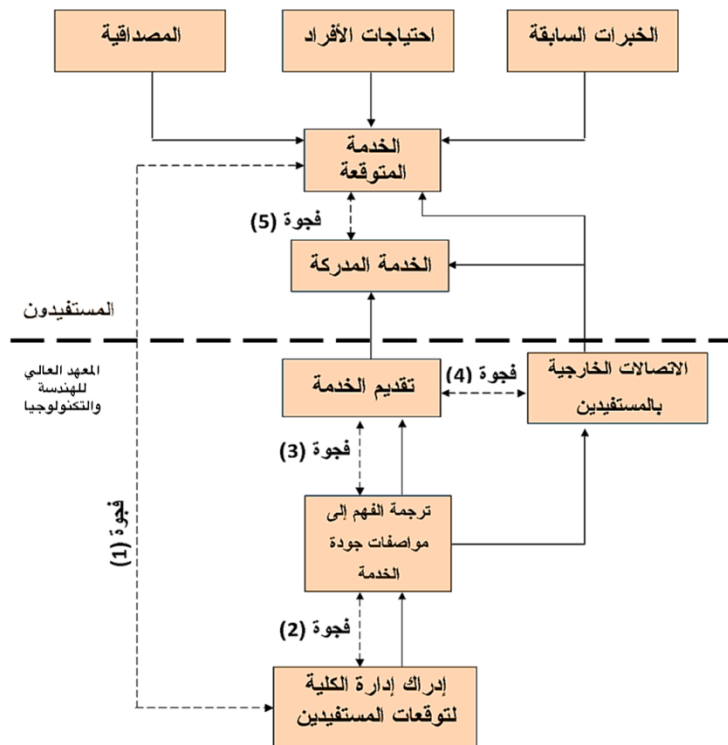 الخبرات السابقة
احتياجات الأفراد
المصداقية
الخدمة
المتوقعة
فجوة (5)
الخدمة المدركة
المستفيدون
المعهد العالي
للهندسة
والتكنولوجيا
الاتصالات الخارجية
بالمستفيدين
فجوة (4)
تقديم الخدمة
فجوة (3)
ترجمة الفهم إلى
مواصفات جودة
الخدمة
فجوة (1)
فجوة (2)
إدراك إدارة الكلية
لتوقعات المستفيدين